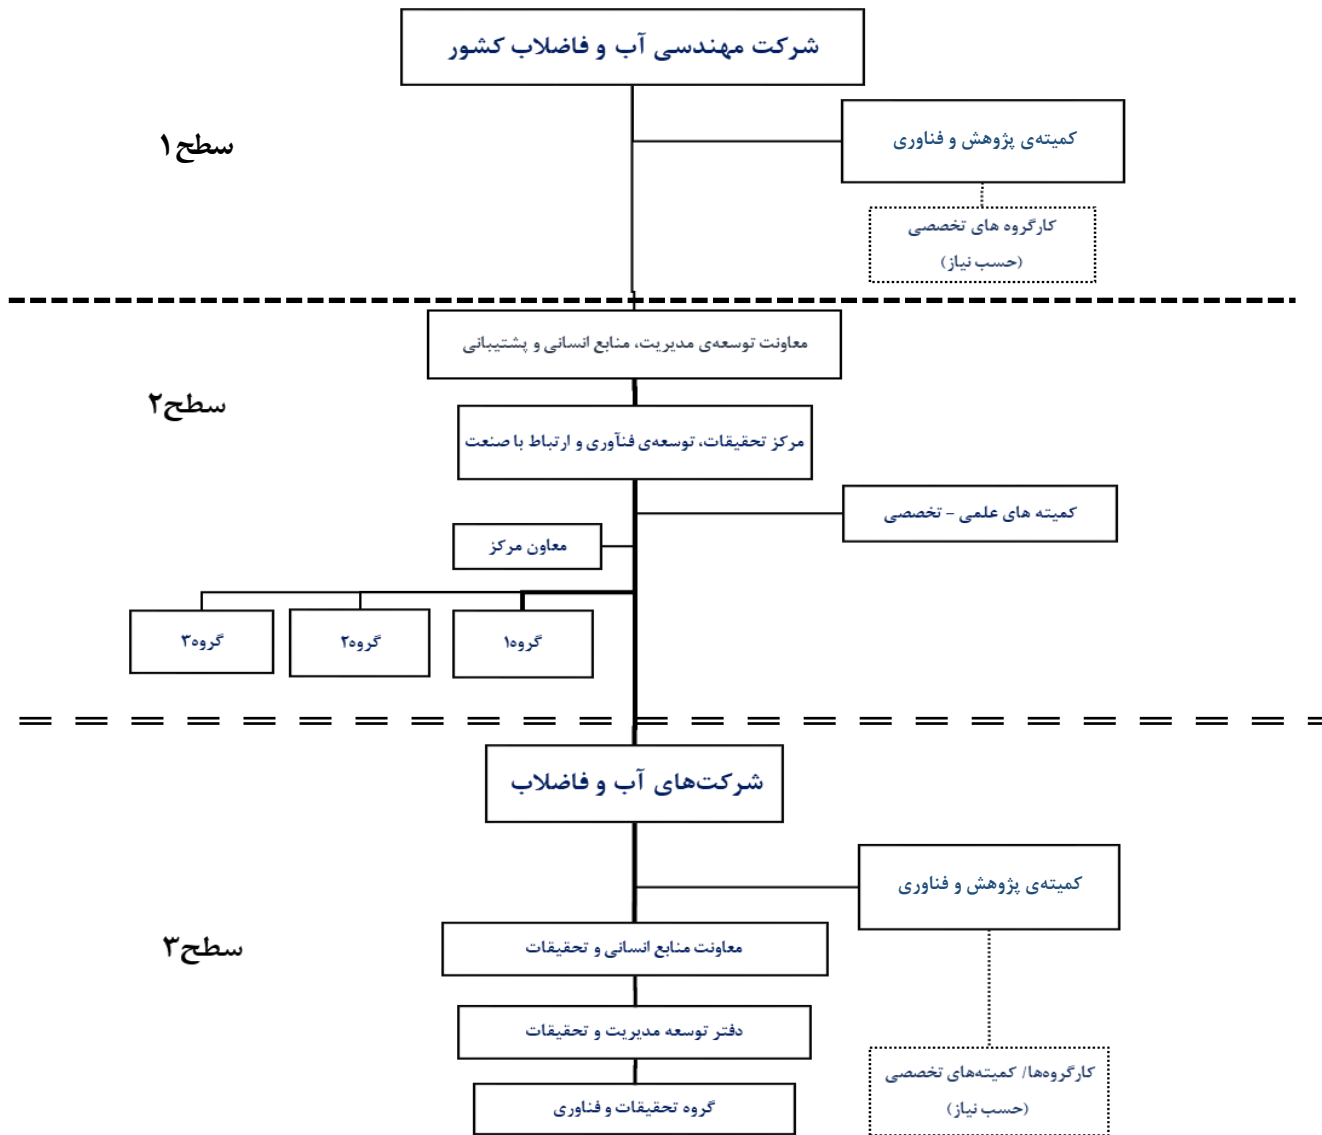 شرکت مهندسی آب و فاضلاب کشور
سطح۱
کمیته‌ی پژوهش و فناوری
کارگروه های تخصصی
(حسب نیاز)
معاونت توسعه‌ی مدیریت، منابع انسانی و پشتیبانی
سطح۲
مرکز تحقیقات، توسعه‌ی فنآوری و ارتباط با صنعت
کمیته های علمی - تخصصی
معاون مرکز
گروه۱
گروه۲
گروه۳
شرکت‌های آب و فاضلاب
کمیته‌ی پژوهش و فناوری
سطح۳
معاونت منابع انسانی و تحقیقات
دفتر توسعه مدیریت و تحقیقات
کارگروه‌ها/ کمیته‌های تخصصی
(حسب نیاز)
گروه تحقیقات و فناوری